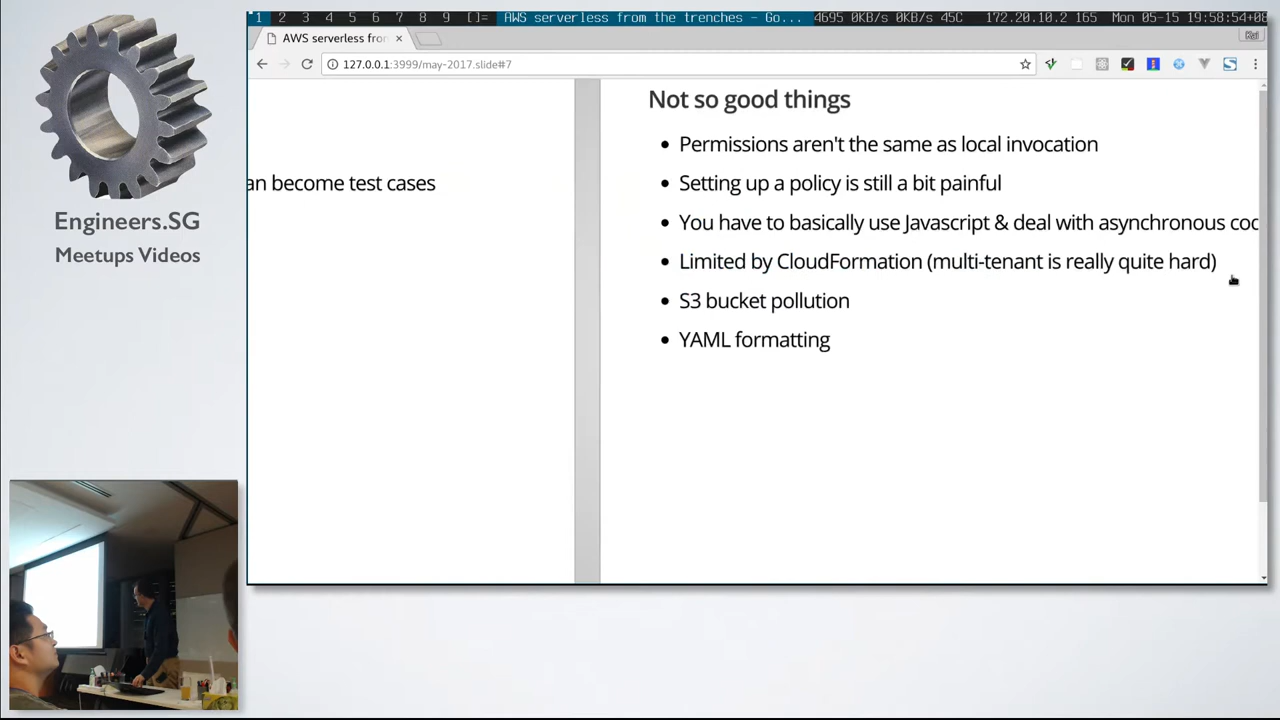 1 2 3 4 5 6 7 8 9 []= AWS serverless from the trenches - Go... 4695 0KB/s 0KB/s 45C 172.20.10.2 165 Mon 05-15 19:58:54+08
AWS serverless fron
Kai
127.0.0.1:3999/may-2017.slide#7
Engineers.SG
Meetups Videos
an become test cases
Not so good things
• Permissions aren't the same as local invocation
• Setting up a policy is still a bit painful
• You have to basically use Javascript & deal with asynchronous coc
• Limited by CloudFormation (multi-tenant is really quite hard)
• S3 bucket pollution
• YAML formatting